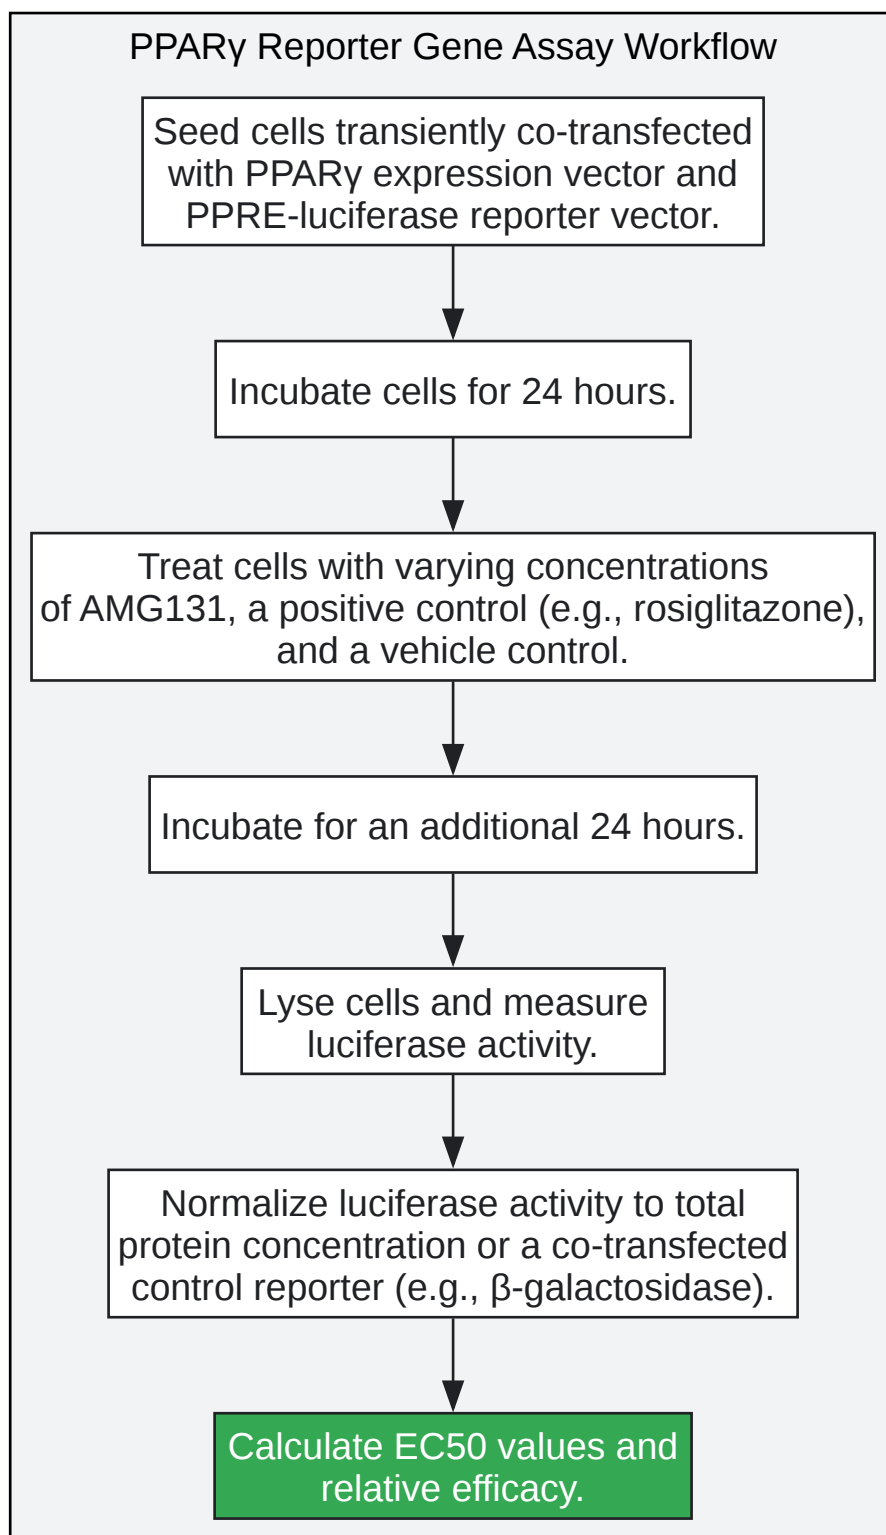 PPARγ Reporter Gene Assay Workflow
Seed cells transiently co-transfected
with PPARγ expression vector and
PPRE-luciferase reporter vector.
Incubate cells for 24 hours.
Treat cells with varying concentrations
of AMG131, a positive control (e.g., rosiglitazone),
and a vehicle control.
Incubate for an additional 24 hours.
Lyse cells and measure
luciferase activity.
Normalize luciferase activity to total
protein concentration or a co-transfected
control reporter (e.g., β-galactosidase).
Calculate EC50 values and
relative efficacy.